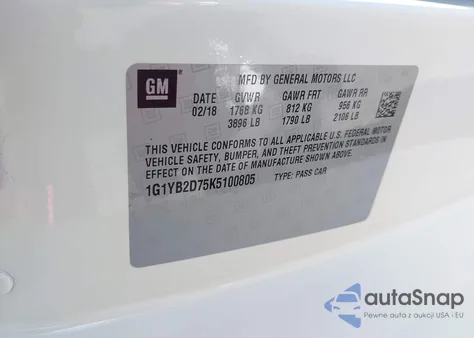 GM
MFD BY GENERAL MOTORS LLC
DATE GVWR GAWR FRT GAWR RR
02/18 1768 KG 812 KG 956 KG
3898 LB 1790 LB 2108 LB
THIS VEHICLE CONFORMS TO ALL APPLICABLE U.S. FEDERAL MOTOR
VEHICLE SAFETY, BUMPER, AND THEFT PREVENTION STANDARDS IN
EFFECT ON THE DATE OF MANUFACTURE SHOWN ABOVE.
1G1YB2D75K5100805 TYPE: PASS CAR
autoSnap
Pewne auta z aukcji USA i EU